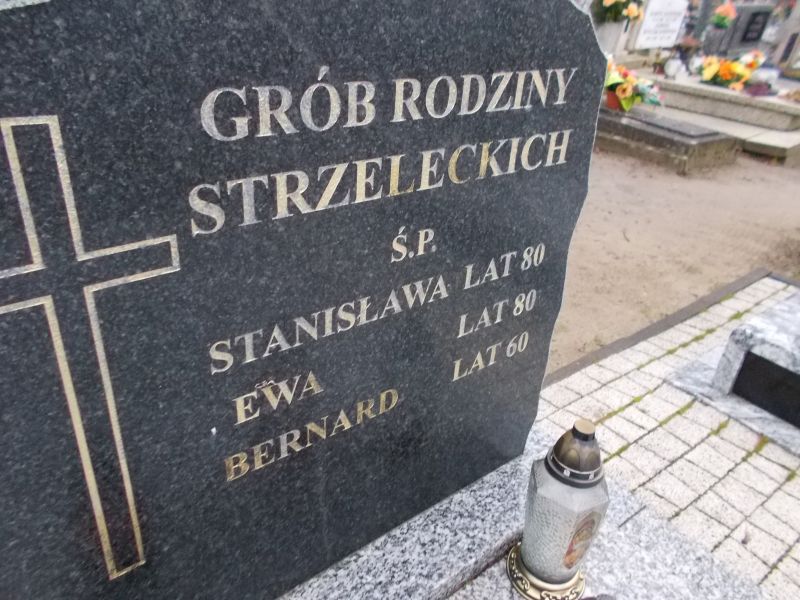 GRÓB RODZINY
STRZELECKICH
Ś.P.
STANISŁAWA LAT 80
EWA LAT 80
BERNARD LAT 60